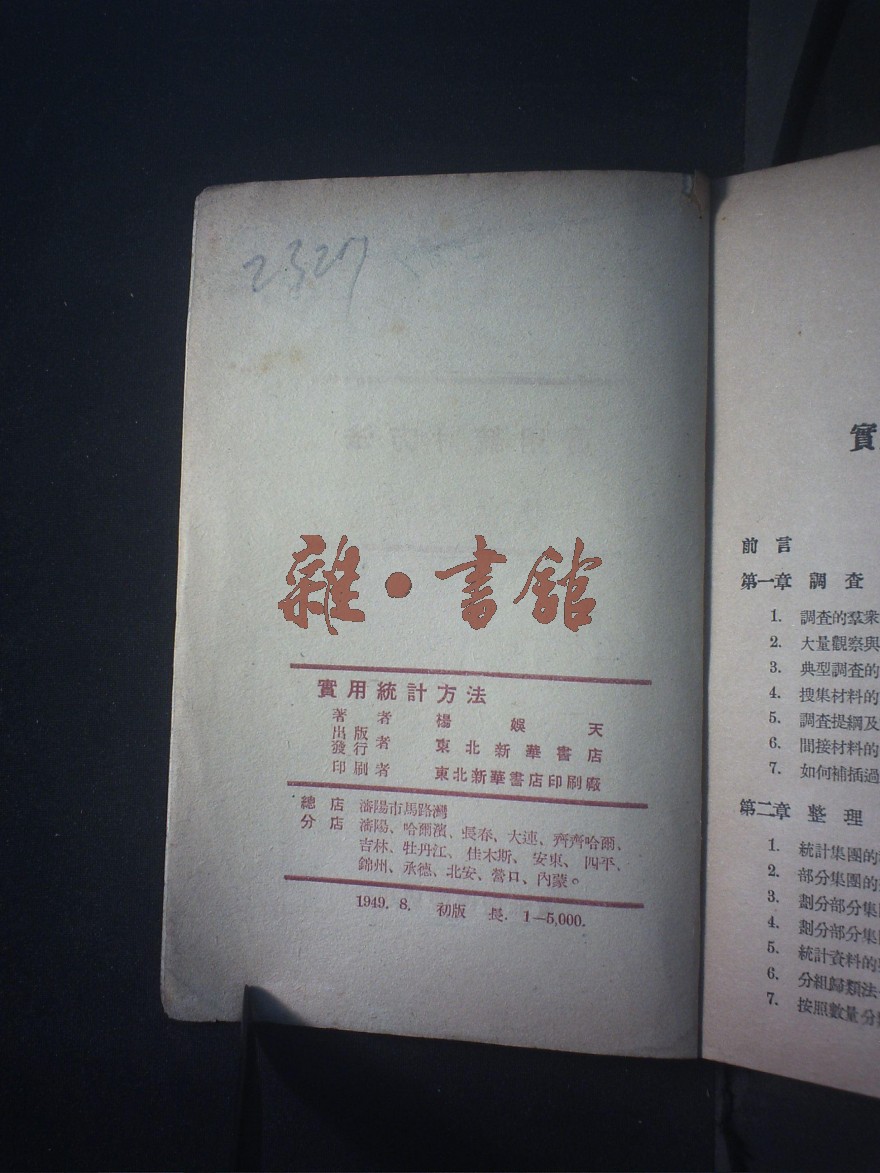 2327
雜·書館
實用統計方法
著者 楊娛天
出版發行者 東北新華書店
印刷者 東北新華書店印刷廠
總店 瀋陽市馬路灣
分店 瀋陽、哈爾濱、長春、大連、齊齊哈爾、
吉林、牡丹江、佳木斯、安東、四平、
錦州、承德、北安、營口、內蒙。
1949. 8. 初版 長. 1—5,000.
實
前言
第一章 調查
1. 調查的羣衆
2. 大量觀察與
3. 典型調查的
4. 搜集材料的
5. 調查提綱及
6. 間接材料的
7. 如何補插過
第二章 整理
1. 統計集團的
2. 部分集團的
3. 劃分部分集
4. 劃分部分集
5. 統計資料的
6. 分組歸類法
7. 按照數量分